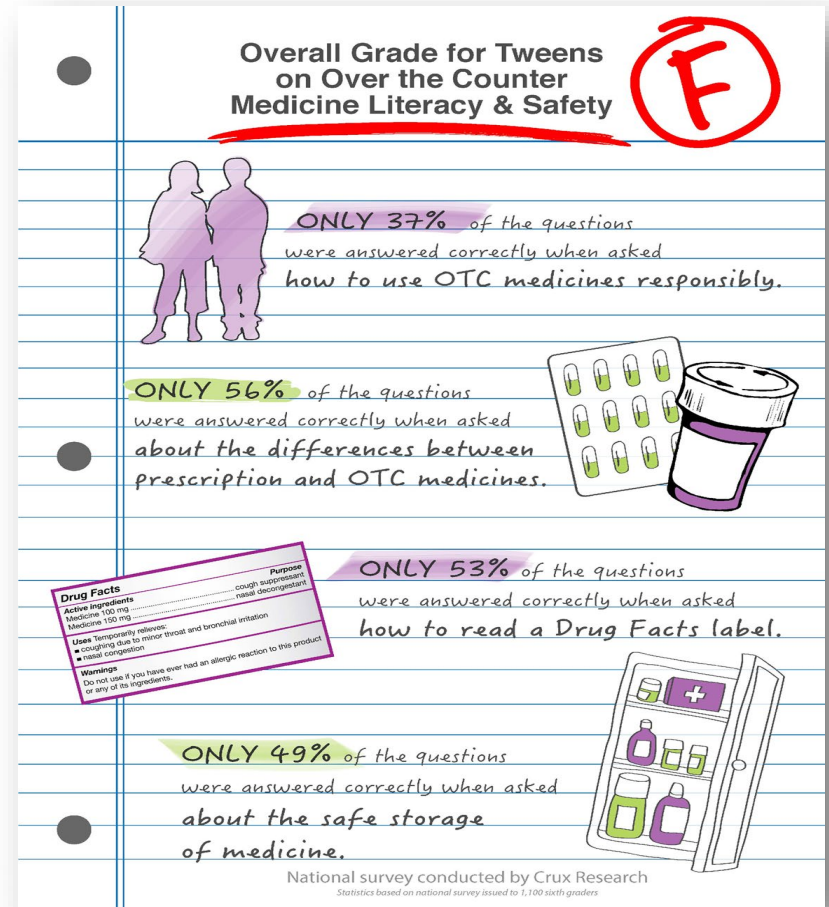 Overall Grade for Tweens
on Over the Counter
Medicine Literacy & Safety
F
ONLY 37% of the questions
were answered correctly when asked
how to use OTC medicines responsibly.
ONLY 56% of the questions
were answered correctly when asked
about the differences between
prescription and OTC medicines.
Drug Facts
Active ingredients Purpose
Medicine 100 mg ........ cough suppressant
Medicine 150 mg ........ nasal decongestant
Uses Temporarily relieves:
■ coughing due to minor throat and bronchial irritation
■ nasal congestion
Warnings
Do not use if you have ever had an allergic reaction to this product
or any of its ingredients.
ONLY 53% of the questions
were answered correctly when asked
how to read a Drug Facts label.
ONLY 49% of the questions
were answered correctly when asked
about the safe storage
of medicine.
National survey conducted by Crux Research
Statistics based on national survey issued to 1,100 sixth graders